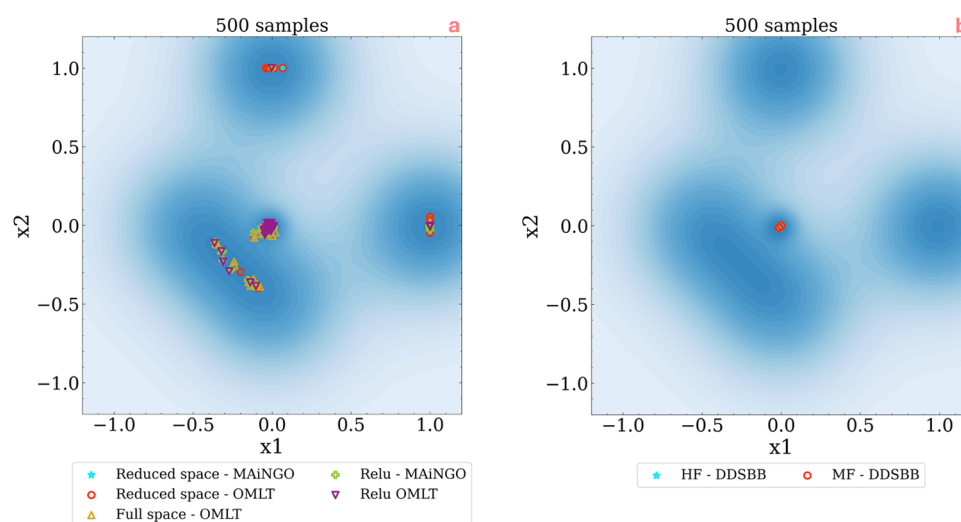 500 samples
a
x2
1.0
0.5
0.0
−0.5
−1.0
−1.0 −0.5 0.0 0.5 1.0
x1
Reduced space - MAiNGO
Relu - MAiNGO
Reduced space - OMLT
Relu OMLT
Full space - OMLT
500 samples
b
x2
1.0
0.5
0.0
−0.5
−1.0
−1.0 −0.5 0.0 0.5 1.0
x1
HF - DDSBB
MF - DDSBB